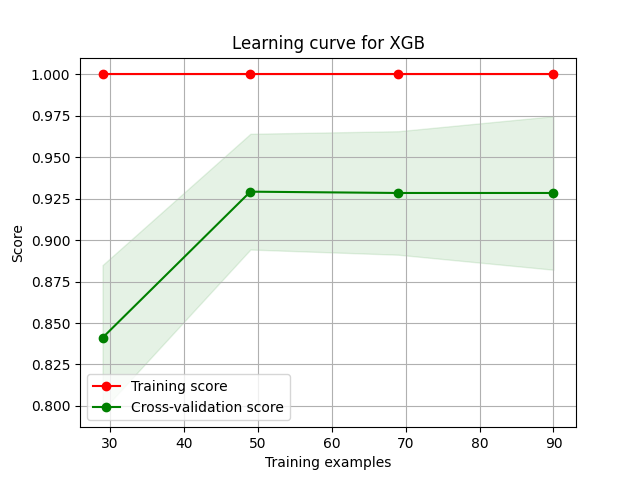 Learning curve for XGB
1.000
0.975
0.950
0.925
0.900
0.875
0.850
0.825
0.800
Score
Training score
Cross-validation score
30 40 50 60 70 80 90
Training examples